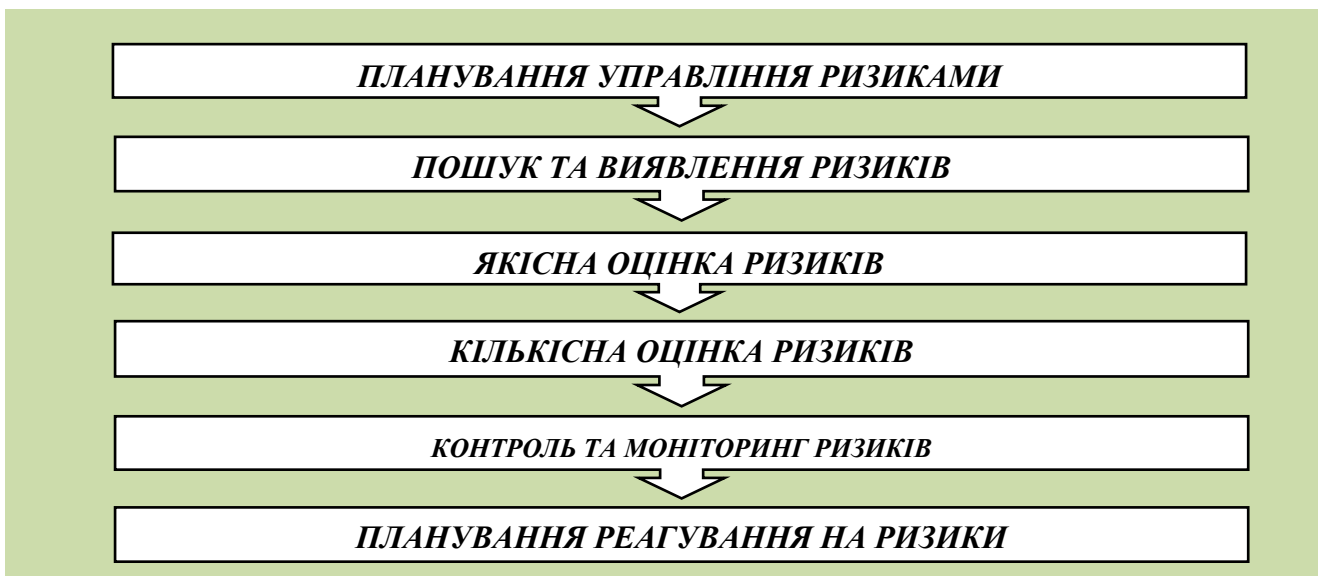 ПЛАНУВАННЯ УПРАВЛІННЯ РИЗИКАМИ
ПОШУК ТА ВИЯВЛЕННЯ РИЗИКІВ
ЯКІСНА ОЦІНКА РИЗИКІВ
КІЛЬКІСНА ОЦІНКА РИЗИКІВ
КОНТРОЛЬ ТА МОНІТОРИНГ РИЗИКІВ
ПЛАНУВАННЯ РЕАГУВАННЯ НА РИЗИКИ